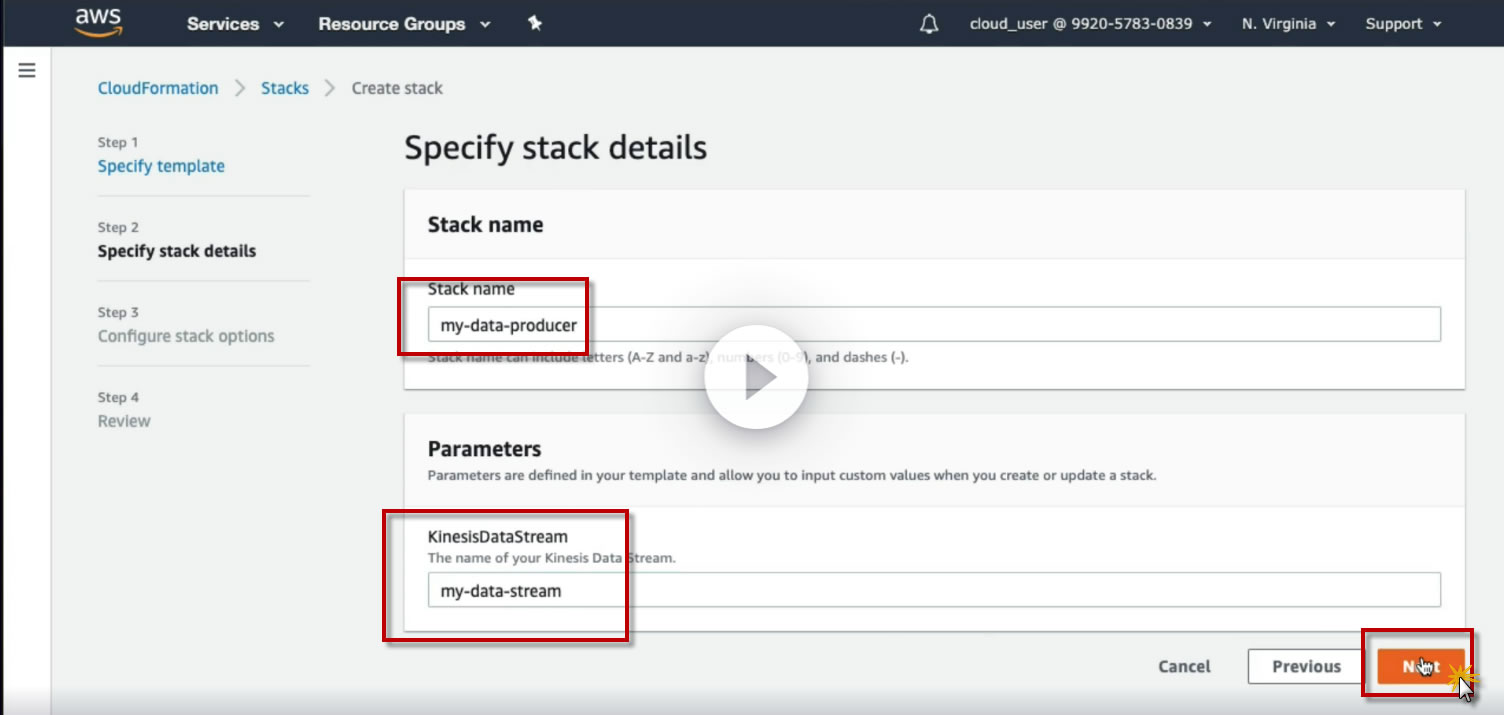 aws Services Resource Groups cloud_user @ 9920-5783-0839 N. Virginia Support
CloudFormation > Stacks > Create stack
Step 1
Specify template
Step 2
Specify stack details
Step 3
Configure stack options
Step 4
Review
Specify stack details
Stack name
Stack name
my-data-producer
Stack name can include letters (A-Z and a-z), numbers (0-9), and dashes (-).
Parameters
Parameters are defined in your template and allow you to input custom values when you create or update a stack.
KinesisDataStream
The name of your Kinesis Data Stream.
my-data-stream
Cancel Previous Next